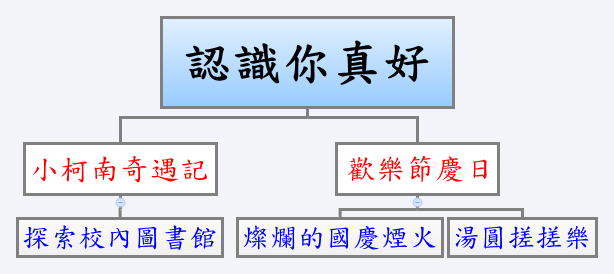 認識你真好
小柯南奇遇記
歡樂節慶日
探索校內圖書館
燦爛的國慶煙火
湯圓搓搓樂